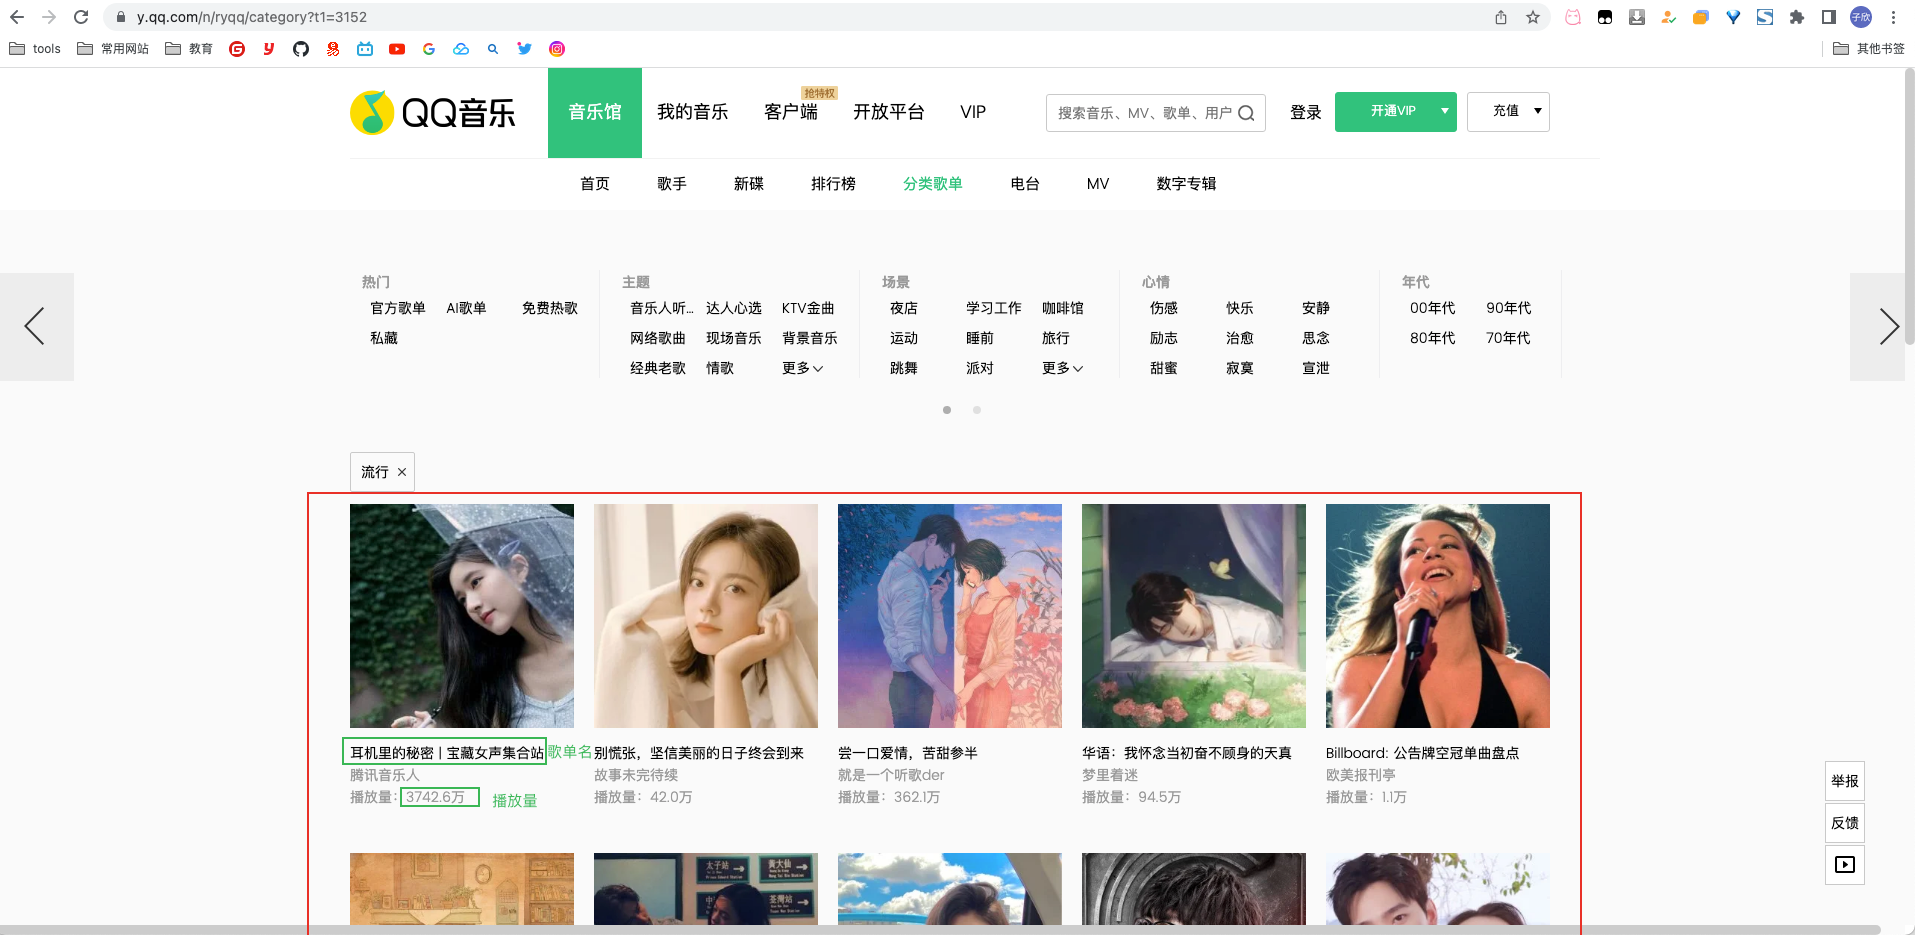 y.qq.com/n/ryqq/category?t1=3152
子欣
tools 常用网站 教育 其他书签
QQ音乐 音乐馆 我的音乐 客户端 抢特权 开放平台 VIP 搜索音乐、MV、歌单、用户 登录 开通VIP 充值
首页 歌手 新碟 排行榜 分类歌单 电台 MV 数字专辑
热门 主题 场景 心情 年代
官方歌单 AI歌单 免费热歌 音乐人听... 达人心选 KTV金曲 夜店 学习工作 咖啡馆 伤感 快乐 安静 00年代 90年代
私藏 网络歌曲 现场音乐 背景音乐 运动 睡前 旅行 励志 治愈 思念 80年代 70年代
经典老歌 情歌 更多 跳舞 派对 更多 甜蜜 寂寞 宣泄
流行 ×
耳机里的秘密 | 宝藏女声集合站 歌单名 别慌张，坚信美丽的日子终会到来 尝一口爱情，苦甜参半 华语：我怀念当初奋不顾身的天真 Billboard: 公告牌空冠单曲盘点
腾讯音乐人 故事未完待续 就是一个听歌der 梦里着迷 欧美报刊亭
播放量：3742.6万 播放量 播放量：42.0万 播放量：362.1万 播放量：94.5万 播放量：1.1万
举报
反馈
太子站 黄大仙
荃灣站